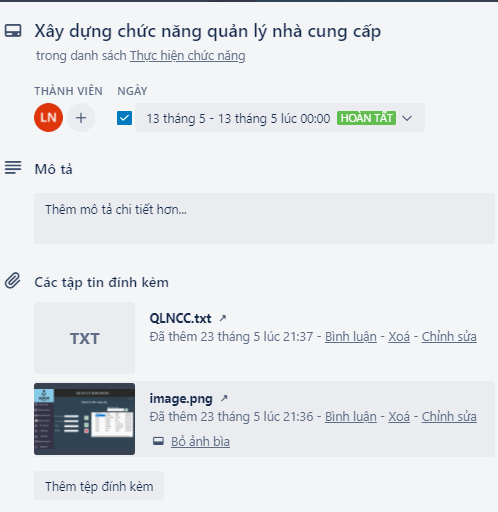 Xây dựng chức năng quản lý nhà cung cấp
trong danh sách Thực hiện chức năng
THÀNH VIÊN NGÀY
LN + 13 tháng 5 - 13 tháng 5 lúc 00:00 HOÀN TẤT
Mô tả
Thêm mô tả chi tiết hơn...
Các tập tin đính kèm
TXT
QLNCC.txt ↗
Đã thêm 23 tháng 5 lúc 21:37 - Bình luận - Xoá - Chỉnh sửa
image.png ↗
Đã thêm 23 tháng 5 lúc 21:36 - Bình luận - Xoá - Chỉnh sửa
Bỏ ảnh bìa
Thêm tệp đính kèm